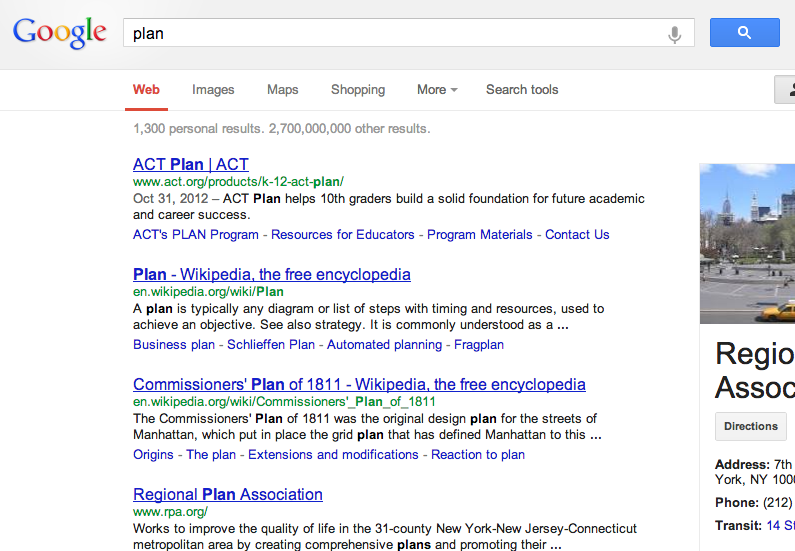 Google
plan
Web Images Maps Shopping More Search tools
1,300 personal results. 2,700,000,000 other results.
ACT Plan | ACT
www.act.org/products/k-12-act-plan/
Oct 31, 2012 – ACT Plan helps 10th graders build a solid foundation for future academic
and career success.
ACT's PLAN Program - Resources for Educators - Program Materials - Contact Us
Plan - Wikipedia, the free encyclopedia
en.wikipedia.org/wiki/Plan
A plan is typically any diagram or list of steps with timing and resources, used to
achieve an objective. See also strategy. It is commonly understood as a ...
Business plan - Schlieffen Plan - Automated planning - Fragplan
Commissioners' Plan of 1811 - Wikipedia, the free encyclopedia
en.wikipedia.org/wiki/Commissioners'_Plan_of_1811
The Commissioners' Plan of 1811 was the original design plan for the streets of
Manhattan, which put in place the grid plan that has defined Manhattan to this ...
Origins - The plan - Extensions and modifications - Reaction to plan
Regional Plan Association
www.rpa.org/
Works to improve the quality of life in the 31-county New York-New Jersey-Connecticut
metropolitan area by creating comprehensive plans and promoting their ...
Regio
Assoc
Directions
Address: 7th
York, NY 100
Phone: (212)
Transit: 14 S